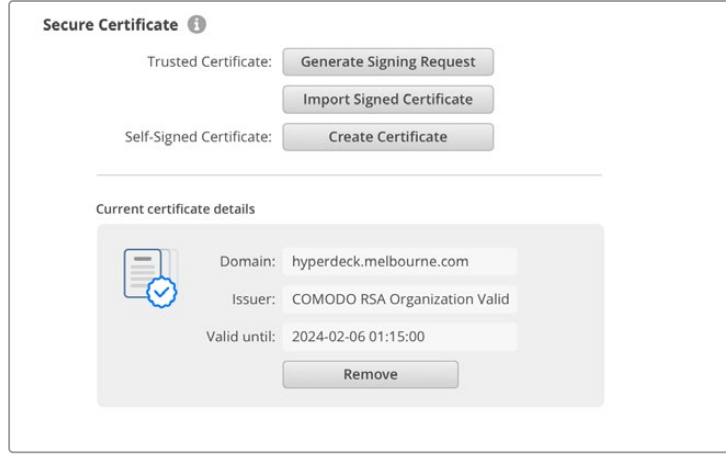 Secure Certificate
Trusted Certificate: Generate Signing Request
Import Signed Certificate
Self-Signed Certificate: Create Certificate
Current certificate details
Domain: hyperdeck.melbourne.com
Issuer: COMODO RSA Organization Valid
Valid until: 2024-02-06 01:15:00
Remove